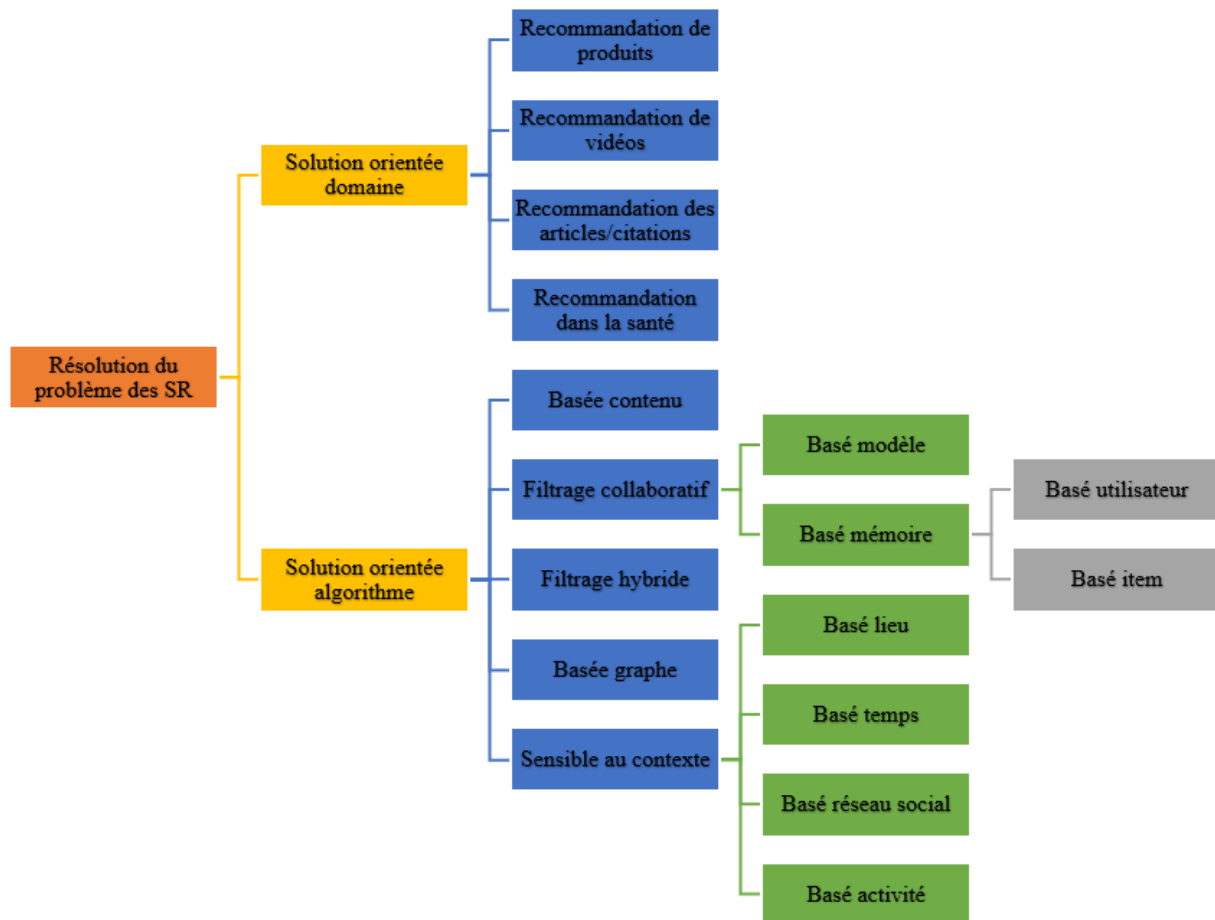 Résolution du
problème des SR
Solution orientée
domaine
Recommandation de
produits
Recommandation de
vidéos
Recommandation des
articles/citations
Recommandation
dans la santé
Solution orientée
algorithme
Basée contenu
Filtrage collaboratif
Basé modèle
Basé mémoire
Basé utilisateur
Basé item
Filtrage hybride
Basée graphe
Sensible au contexte
Basé lieu
Basé temps
Basé réseau social
Basé activité